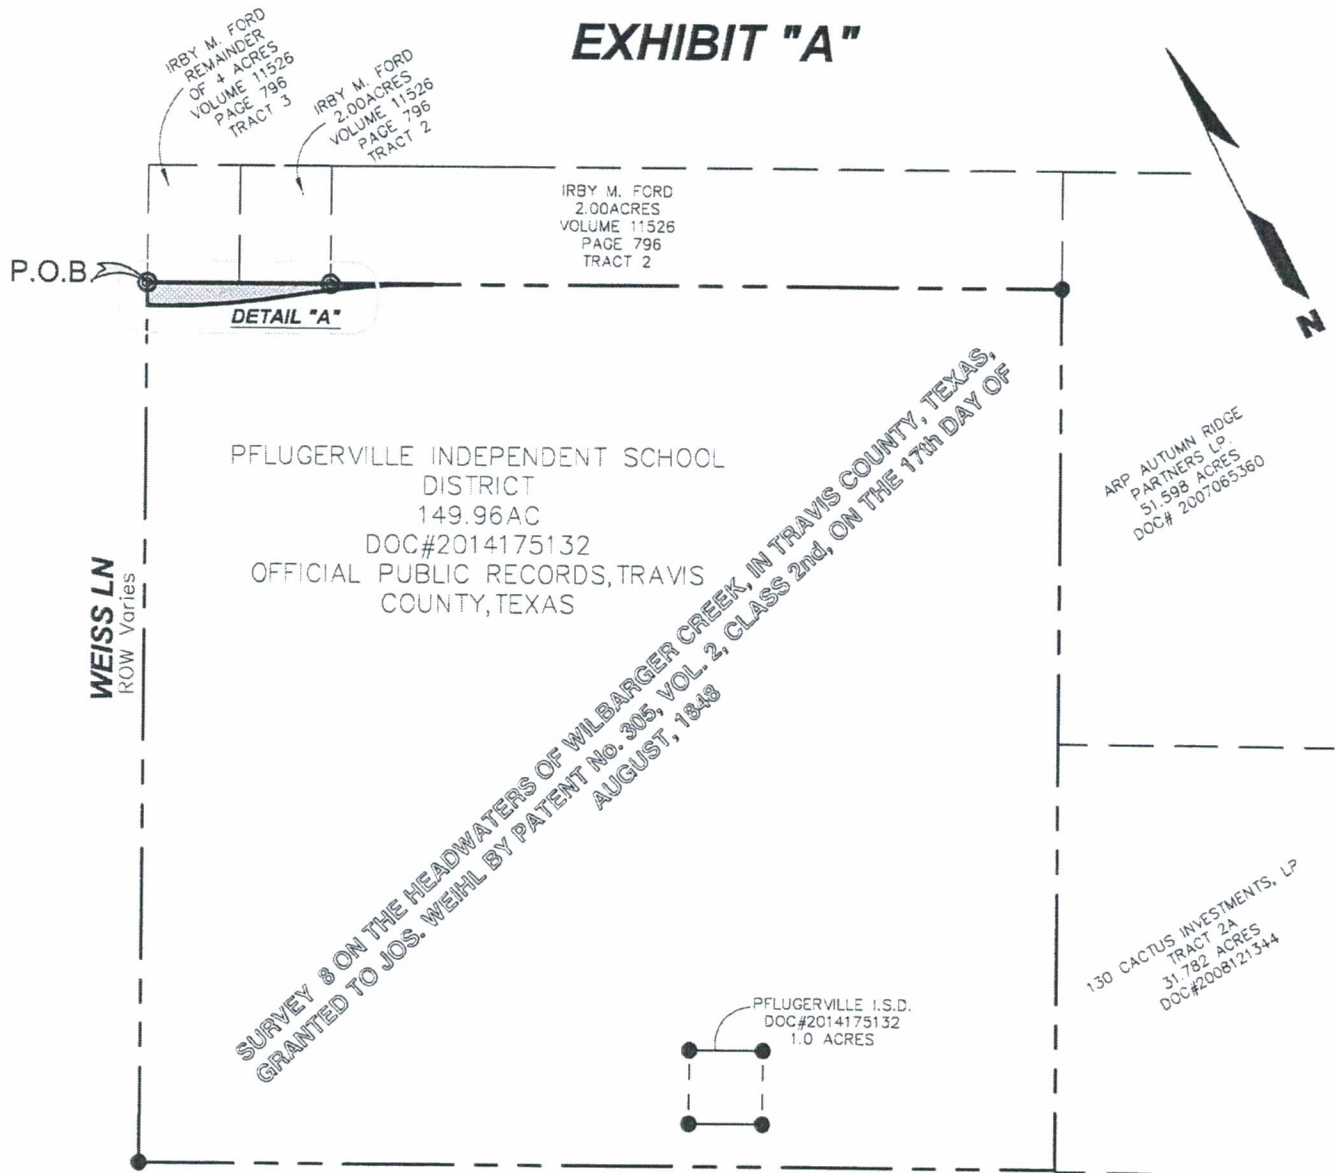 EXHIBIT "A"
IRBY M. FORD
REMAINDER
OF 4 ACRES
VOLUME 11526
PAGE 796
TRACT 3
IRBY M. FORD
2.00ACRES
VOLUME 11526
PAGE 796
TRACT 2
IRBY M. FORD
2.00ACRES
VOLUME 11526
PAGE 796
TRACT 2
P.O.B.
DETAIL "A"
N
PFLUGERVILLE INDEPENDENT SCHOOL
DISTRICT
149.96AC
DOC#2014175132
OFFICIAL PUBLIC RECORDS, TRAVIS
COUNTY, TEXAS
WEISS LN
ROW Varies
SURVEY 8 ON THE HEADWATERS OF WILBARGER CREEK, IN TRAVIS COUNTY, TEXAS,
GRANTED TO JOS. WEIHL BY PATENT No. 305, VOL. 2, CLASS 2nd, ON THE 17th DAY OF
AUGUST, 1848
ARP AUTUMN RIDGE
PARTNERS LP.
51.598 ACRES
DOC# 2007065360
130 CACTUS INVESTMENTS, LP
TRACT 2A
31.782 ACRES
DOC#2008121344
PFLUGERVILLE I.S.D.
DOC#2014175132
1.0 ACRES